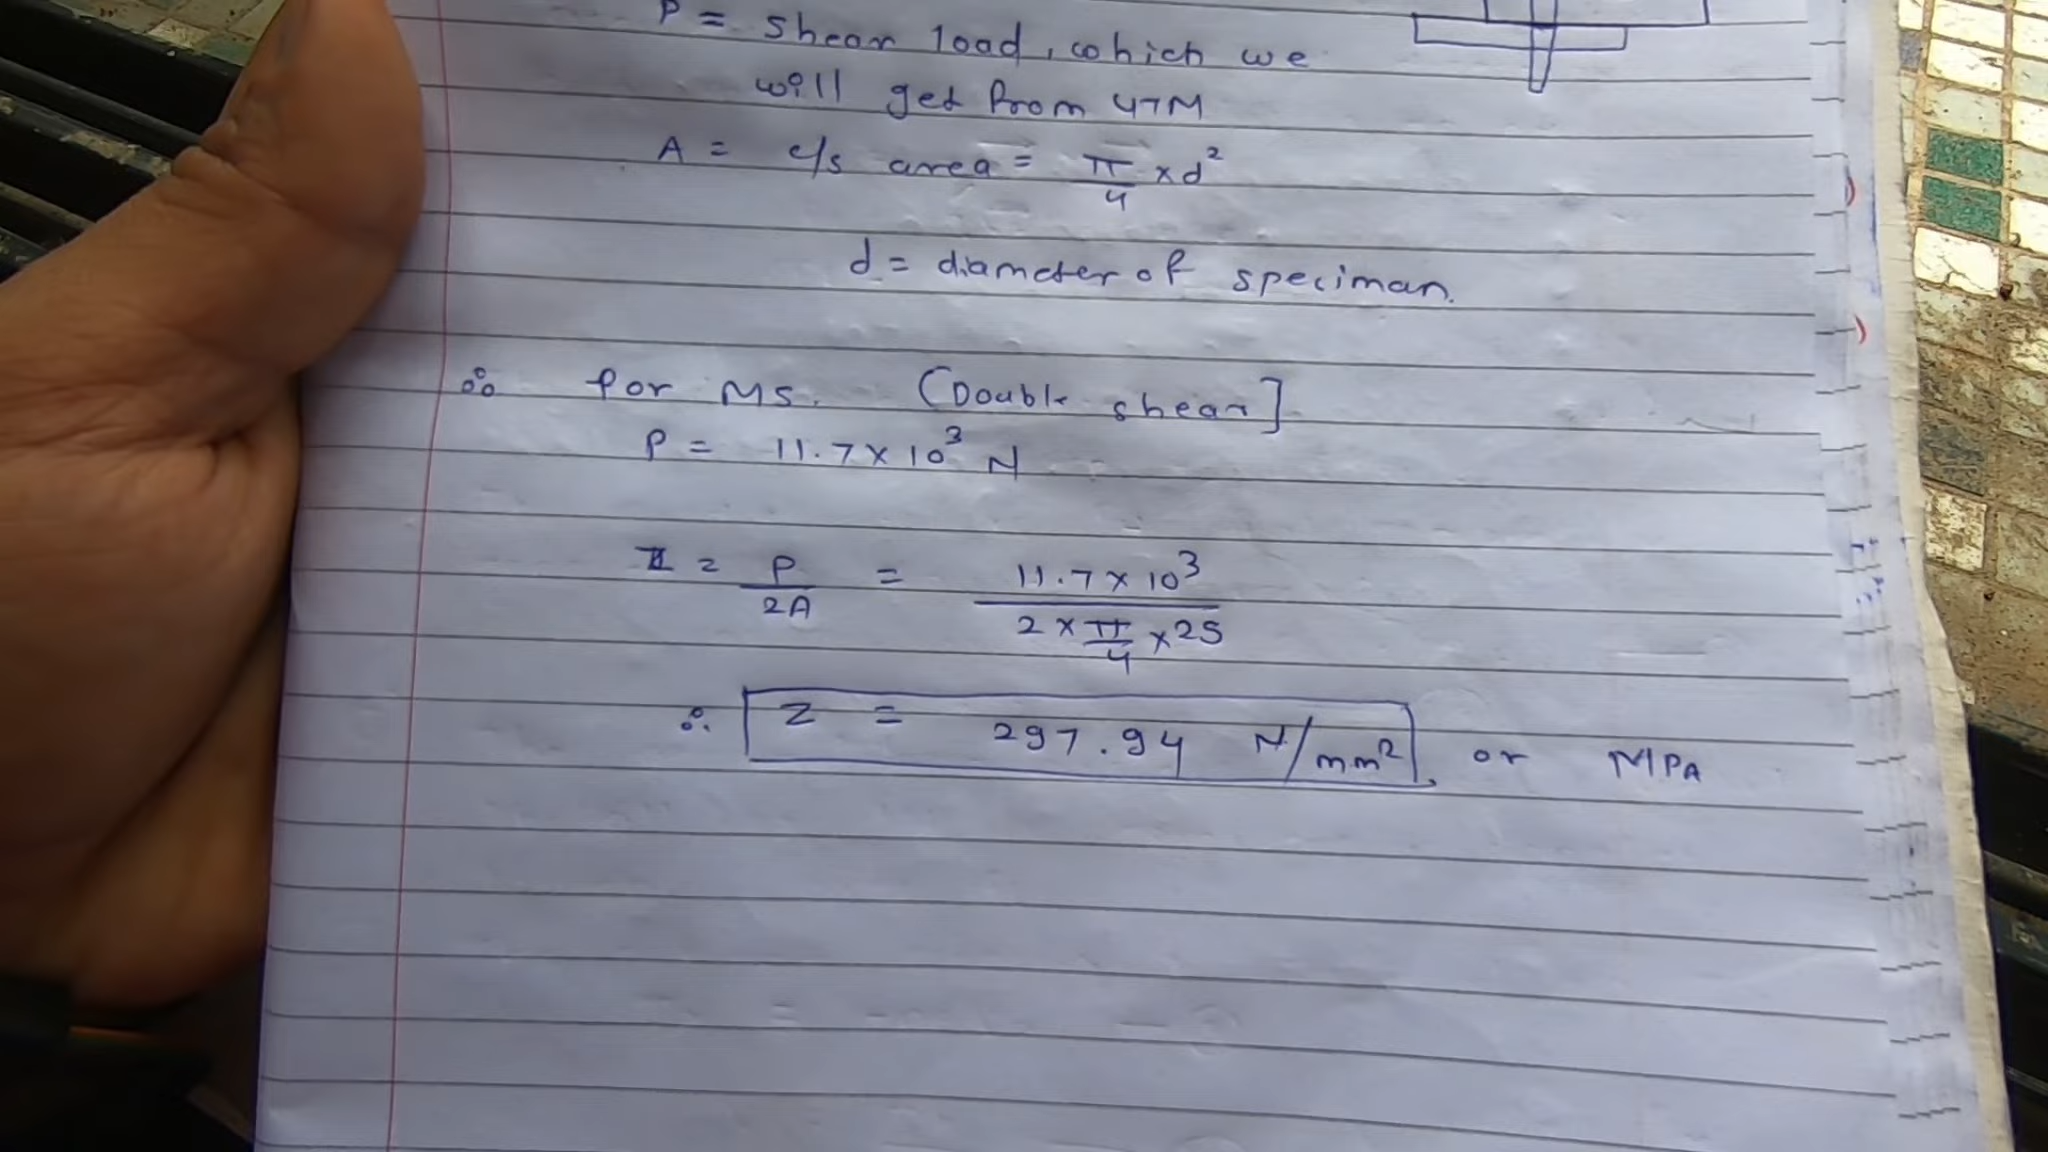 P = shear load, which we
will get from UTM
A = c/s area = π/4 × d²
d = diameter of speciman.
∴ for MS. (Double shear]
P = 11.7 × 10³ N
τ = P/2A = 11.7 × 10³ / 2 × π/4 × 25
∴ τ = 297.94 N/mm². or MPA